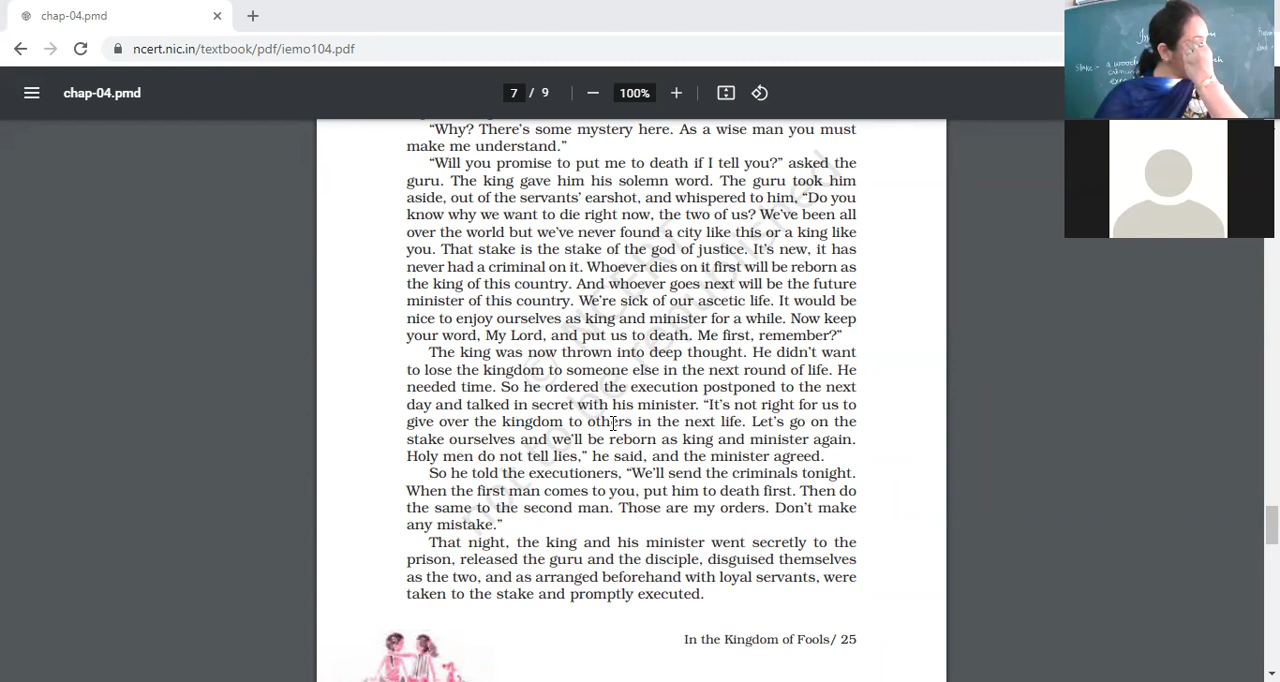 chap-04.pmd
ncert.nic.in/textbook/pdf/iemo104.pdf
chap-04.pmd
7 / 9
100%
"Why? There's some mystery here. As a wise man you must
make me understand."
"Will you promise to put me to death if I tell you?" asked the
guru. The king gave him his solemn word. The guru took him
aside, out of the servants' earshot, and whispered to him, "Do you
know why we want to die right now, the two of us? We've been all
over the world but we've never found a city like this or a king like
you. That stake is the stake of the god of justice. It's new, it has
never had a criminal on it. Whoever dies on it first will be reborn as
the king of this country. And whoever goes next will be the future
minister of this country. We're sick of our ascetic life. It would be
nice to enjoy ourselves as king and minister for a while. Now keep
your word, My Lord, and put us to death. Me first, remember?"
The king was now thrown into deep thought. He didn't want
to lose the kingdom to someone else in the next round of life. He
needed time. So he ordered the execution postponed to the next
day and talked in secret with his minister. "It's not right for us to
give over the kingdom to others in the next life. Let's go on the
stake ourselves and we'll be reborn as king and minister again.
Holy men do not tell lies," he said, and the minister agreed.
So he told the executioners, "We'll send the criminals tonight.
When the first man comes to you, put him to death first. Then do
the same to the second man. Those are my orders. Don't make
any mistake."
That night, the king and his minister went secretly to the
prison, released the guru and the disciple, disguised themselves
as the two, and as arranged beforehand with loyal servants, were
taken to the stake and promptly executed.
In the Kingdom of Fools/ 25
© NCERT
not to be republished
Stake :- a wood